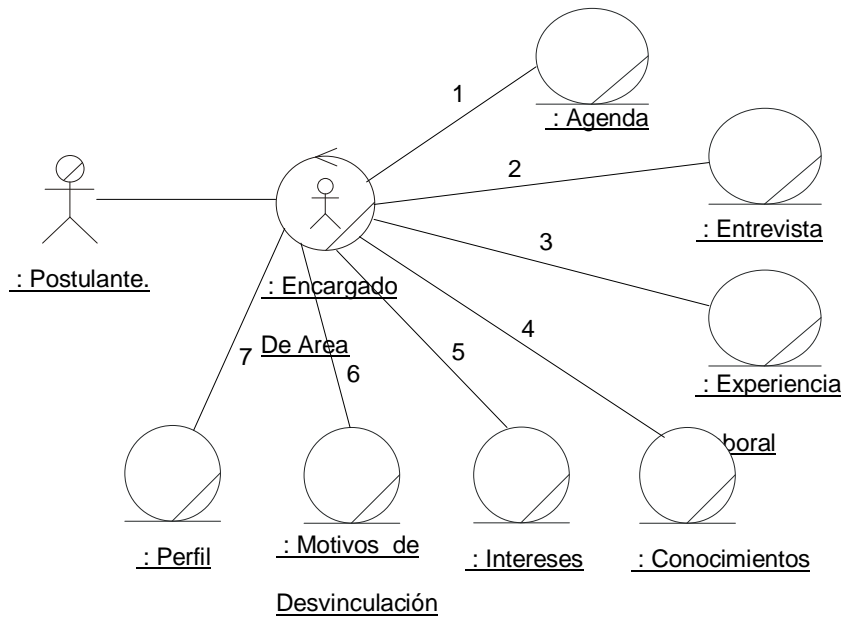 1
: Agenda
2
: Entrevista
3
: Experiencia
boral
: Postulante.
: Encargado
De Area
4
5
6
7
: Perfil
: Motivos de
Desvinculación
: Intereses
: Conocimientos